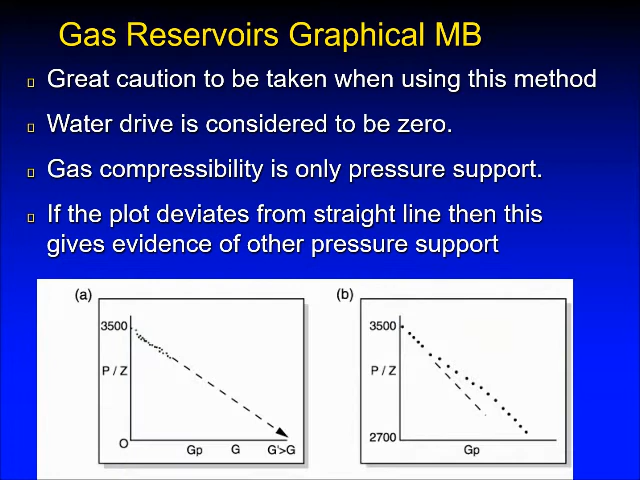 Gas Reservoirs Graphical MB
Great caution to be taken when using this method
Water drive is considered to be zero.
Gas compressibility is only pressure support.
If the plot deviates from straight line then this
gives evidence of other pressure support
(a)
3500
P / Z
O
Gp G G'>G
(b)
3500
P / Z
2700
Gp